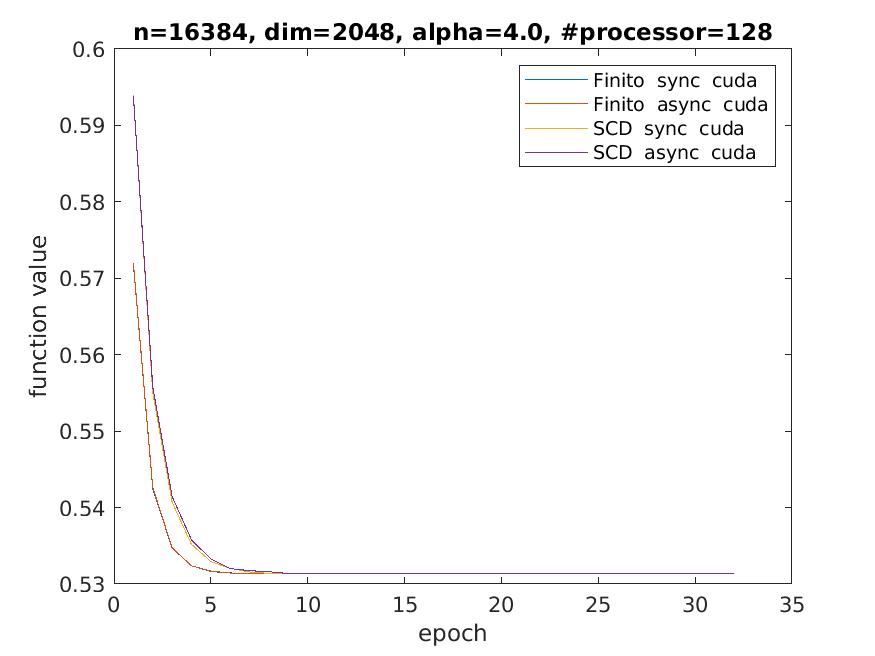 n=16384, dim=2048, alpha=4.0, #processor=128
Finito sync cuda
Finito async cuda
SCD sync cuda
SCD async cuda
function value
0.6
0.59
0.58
0.57
0.56
0.55
0.54
0.53
0 5 10 15 20 25 30 35
epoch